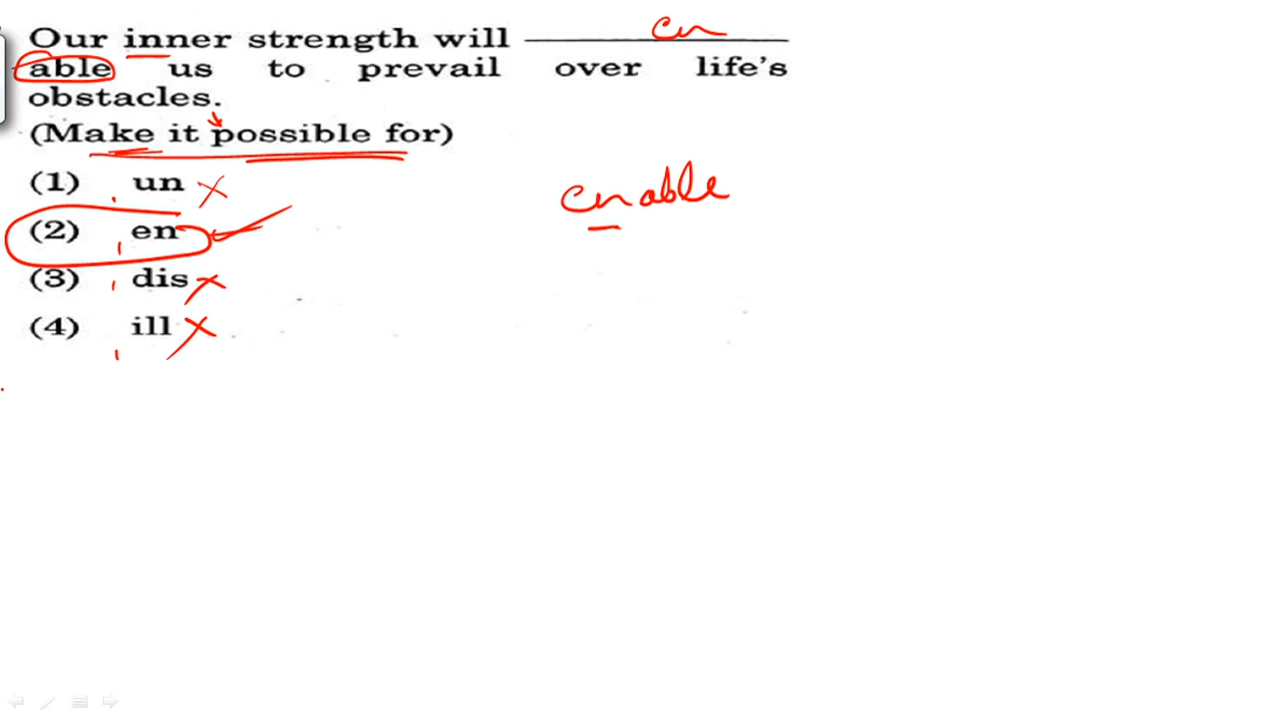 Our inner strength will ____________ en
able us to prevail over life's
obstacles.
(Make it possible for)
(1) un
(2) en
enable
(3) dis
(4) ill